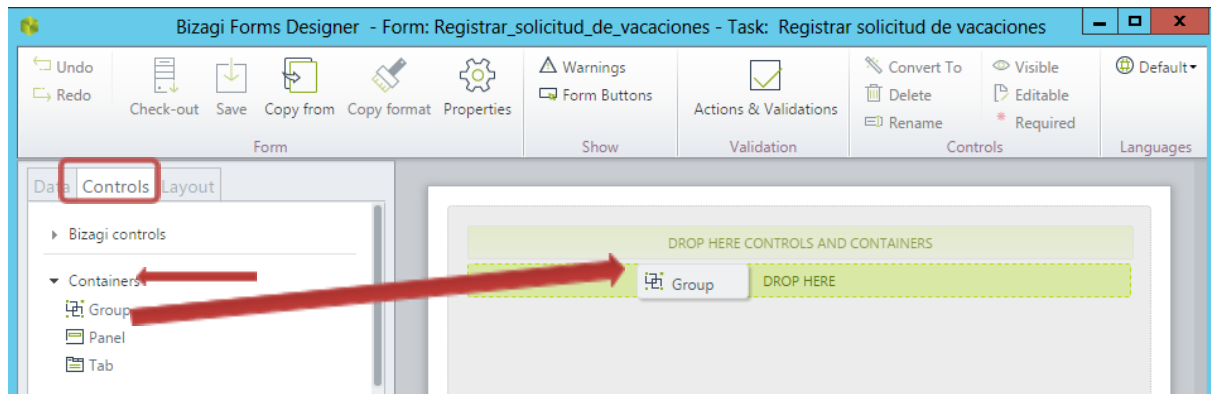 Bizagi Forms Designer - Form: Registrar_solicitud_de_vacaciones - Task: Registrar solicitud de vacaciones
Undo
Redo
Check-out Save Copy from Copy format Properties
Form
Warnings
Form Buttons
Show
Actions & Validations
Validation
Convert To
Delete
Rename
Visible
Editable
Required
Controls
Default
Languages
Data Controls Layout
Bizagi controls
Containers
Group
Panel
Tab
DROP HERE CONTROLS AND CONTAINERS
Group DROP HERE